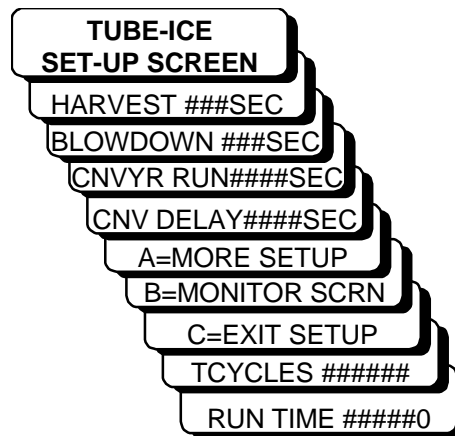 TUBE-ICE
SET-UP SCREEN
HARVEST ###SEC
BLOWDOWN ###SEC
CNVYR RUN####SEC
CNV DELAY####SEC
A=MORE SETUP
B=MONITOR SCRN
C=EXIT SETUP
TCYCLES ######
RUN TIME #####0